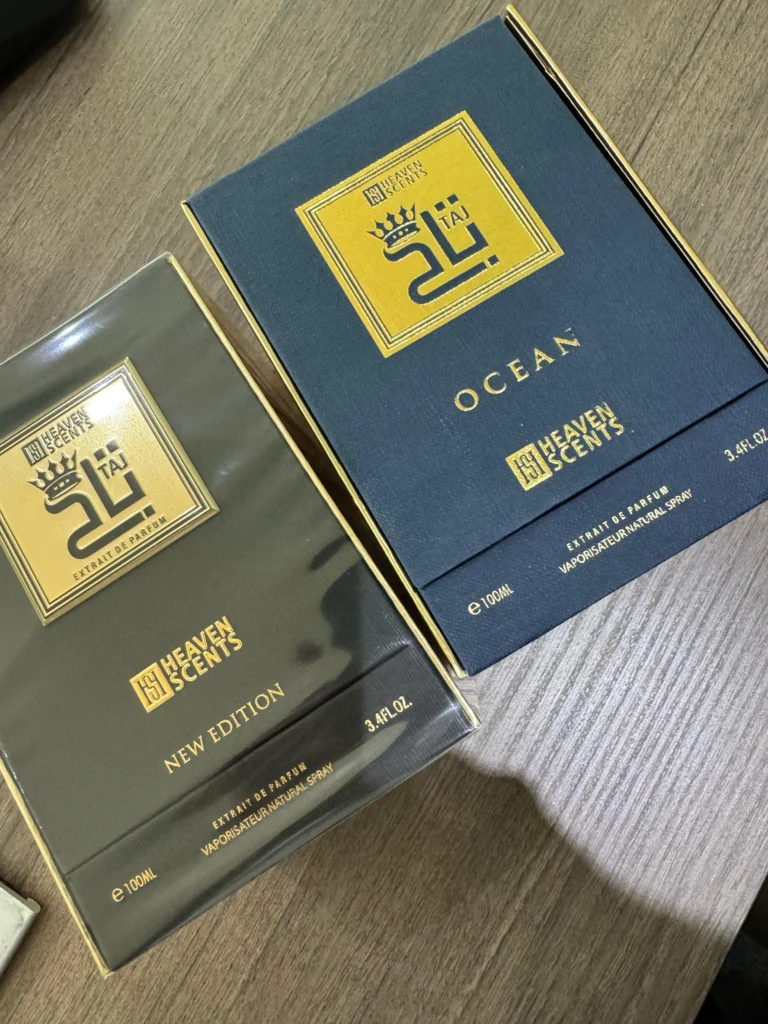 HS HEAVEN
SCENTS
تاج
TAJ
EXTRAIT DE PARFUM
HS HEAVEN
SCENTS
NEW EDITION
3.4FL.OZ.
EXTRAIT DE PARFUM
VAPORISATEUR NATURAL SPRAY
e 100ML
HS HEAVEN
SCENTS
تاج
TAJ
OCEAN
HS HEAVEN
SCENTS
3.4FL.OZ
EXTRAIT DE PARFUM
VAPORISATEUR NATURAL SPRAY
e 100ML